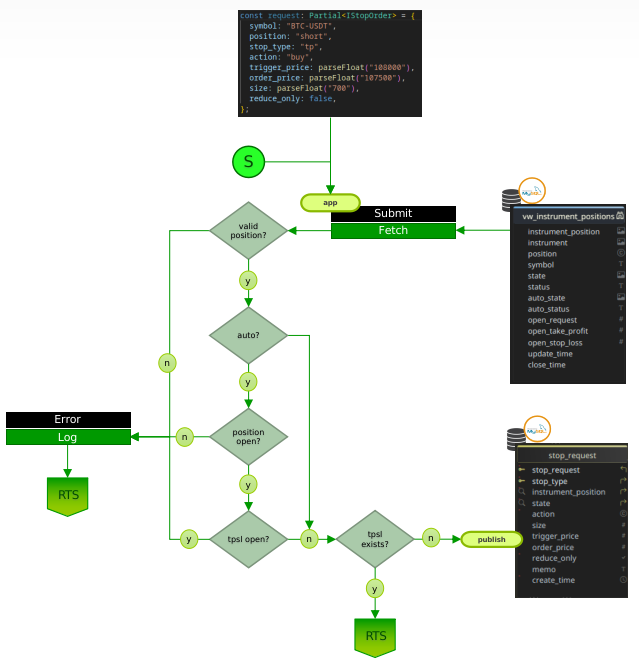 const request: Partial<IStopOrder> = {
symbol: "BTC-USDT",
position: "short",
stop_type: "tp",
action: "buy",
trigger_price: parseFloat("108000"),
order_price: parseFloat("107500"),
size: parseFloat("700"),
reduce_only: false,
};
S
app
Submit
Fetch
vw_instrument_positions
instrument_position
instrument
position
symbol
state
status
auto_state
auto_status
open_request
open_take_profit
open_stop_loss
update_time
close_time
valid
position?
y
auto?
n
y
Error
Log
n
position
open?
RTS
y
stop_request
stop_request
stop_type
instrument_position
state
action
size
trigger_price
order_price
reduce_only
memo
create_time
y
tpsl open?
n
tpsl
exists?
n
publish
y
RTS